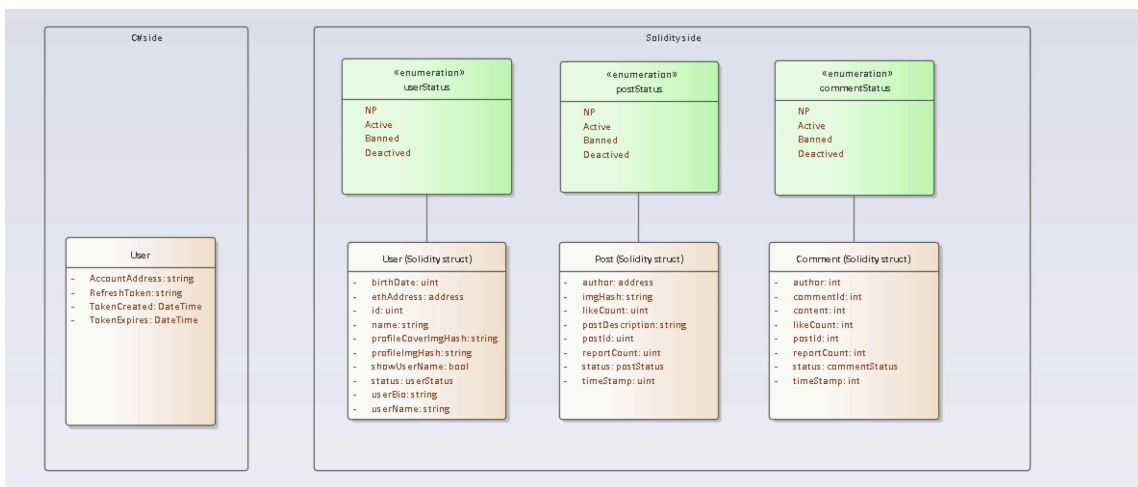 C#side
Solidityside
«enumeration»
userStatus
NP
Active
Banned
Deactived
«enumeration»
postStatus
NP
Active
Banned
Deactived
«enumeration»
commentStatus
NP
Active
Banned
Deactived
User
- AccountAddress: string
- RefreshToken: string
- TokenCreated: DateTime
- TokenExpires: DateTime
User (Solidity struct)
- birthDate: uint
- ethAddress: address
- id: uint
- name: string
- profileCoverImgHash: string
- profileImgHash: string
- showUserName: bool
- status: userStatus
- userBio: string
- userName: string
Post (Solidity struct)
- author: address
- imgHash: string
- likeCount: uint
- postDescription: string
- postId: uint
- reportCount: uint
- status: postStatus
- timeStamp: uint
Comment (Solidity struct)
- author: int
- commentId: int
- content: int
- likeCount: int
- postId: int
- reportCount: int
- status: commentStatus
- timeStamp: int